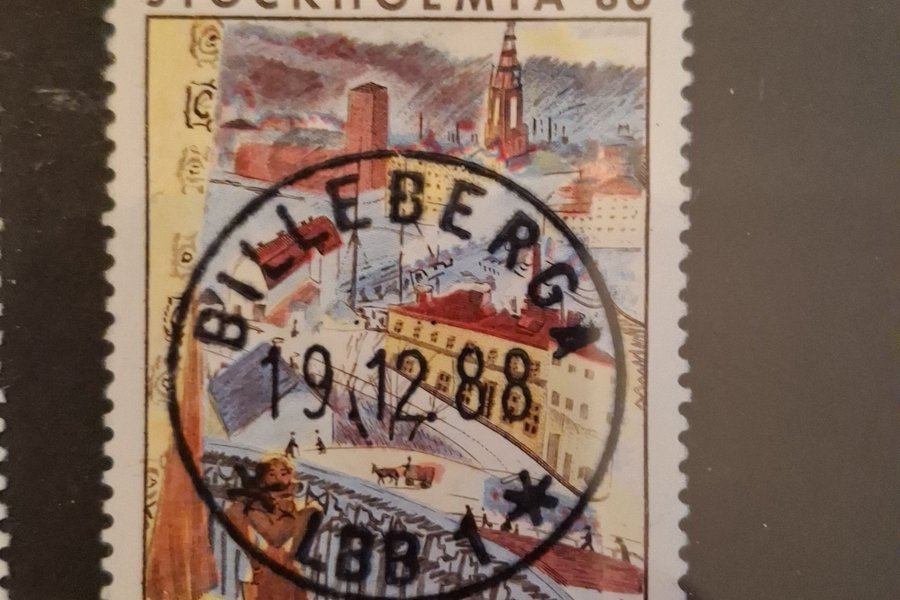 STOCKHOLMIA 86
BILLEBERGA
19.12.88
LBB 1 *